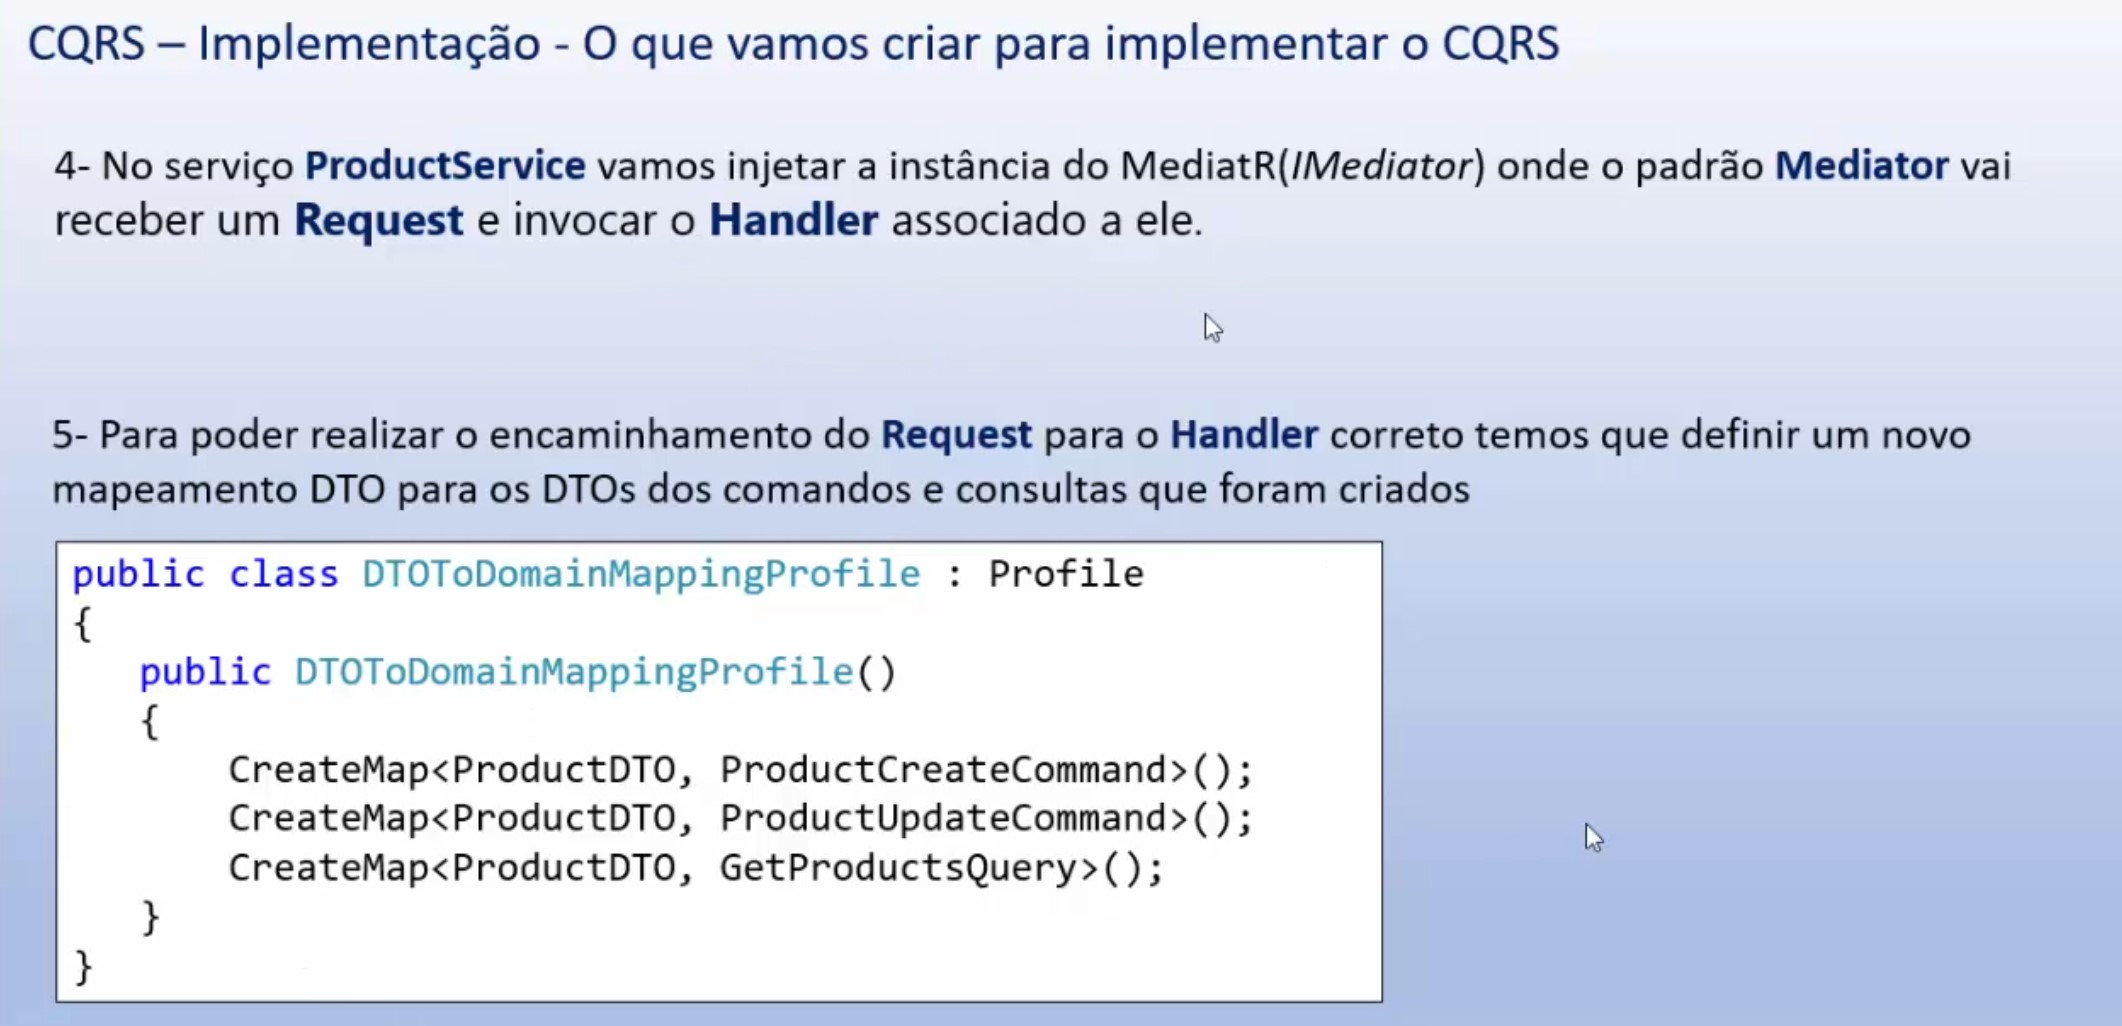 CQRS – Implementação - O que vamos criar para implementar o CQRS
4- No serviço ProductService vamos injetar a instância do MediatR(IMediator) onde o padrão Mediator vai
receber um Request e invocar o Handler associado a ele.
5- Para poder realizar o encaminhamento do Request para o Handler correto temos que definir um novo
mapeamento DTO para os DTOs dos comandos e consultas que foram criados
public class DTOToDomainMappingProfile : Profile
{
public DTOToDomainMappingProfile()
{
CreateMap<ProductDTO, ProductCreateCommand>();
CreateMap<ProductDTO, ProductUpdateCommand>();
CreateMap<ProductDTO, GetProductsQuery>();
}
}